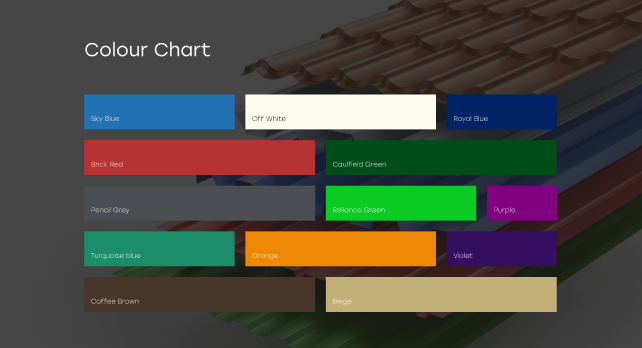 Colour Chart
Sky Blue
Off White
Royal Blue
Brick Red
Caulfield Green
Pencil Grey
Reliance Green
Purple
Turquoise blue
Orange
Violet
Coffee Brown
Beige